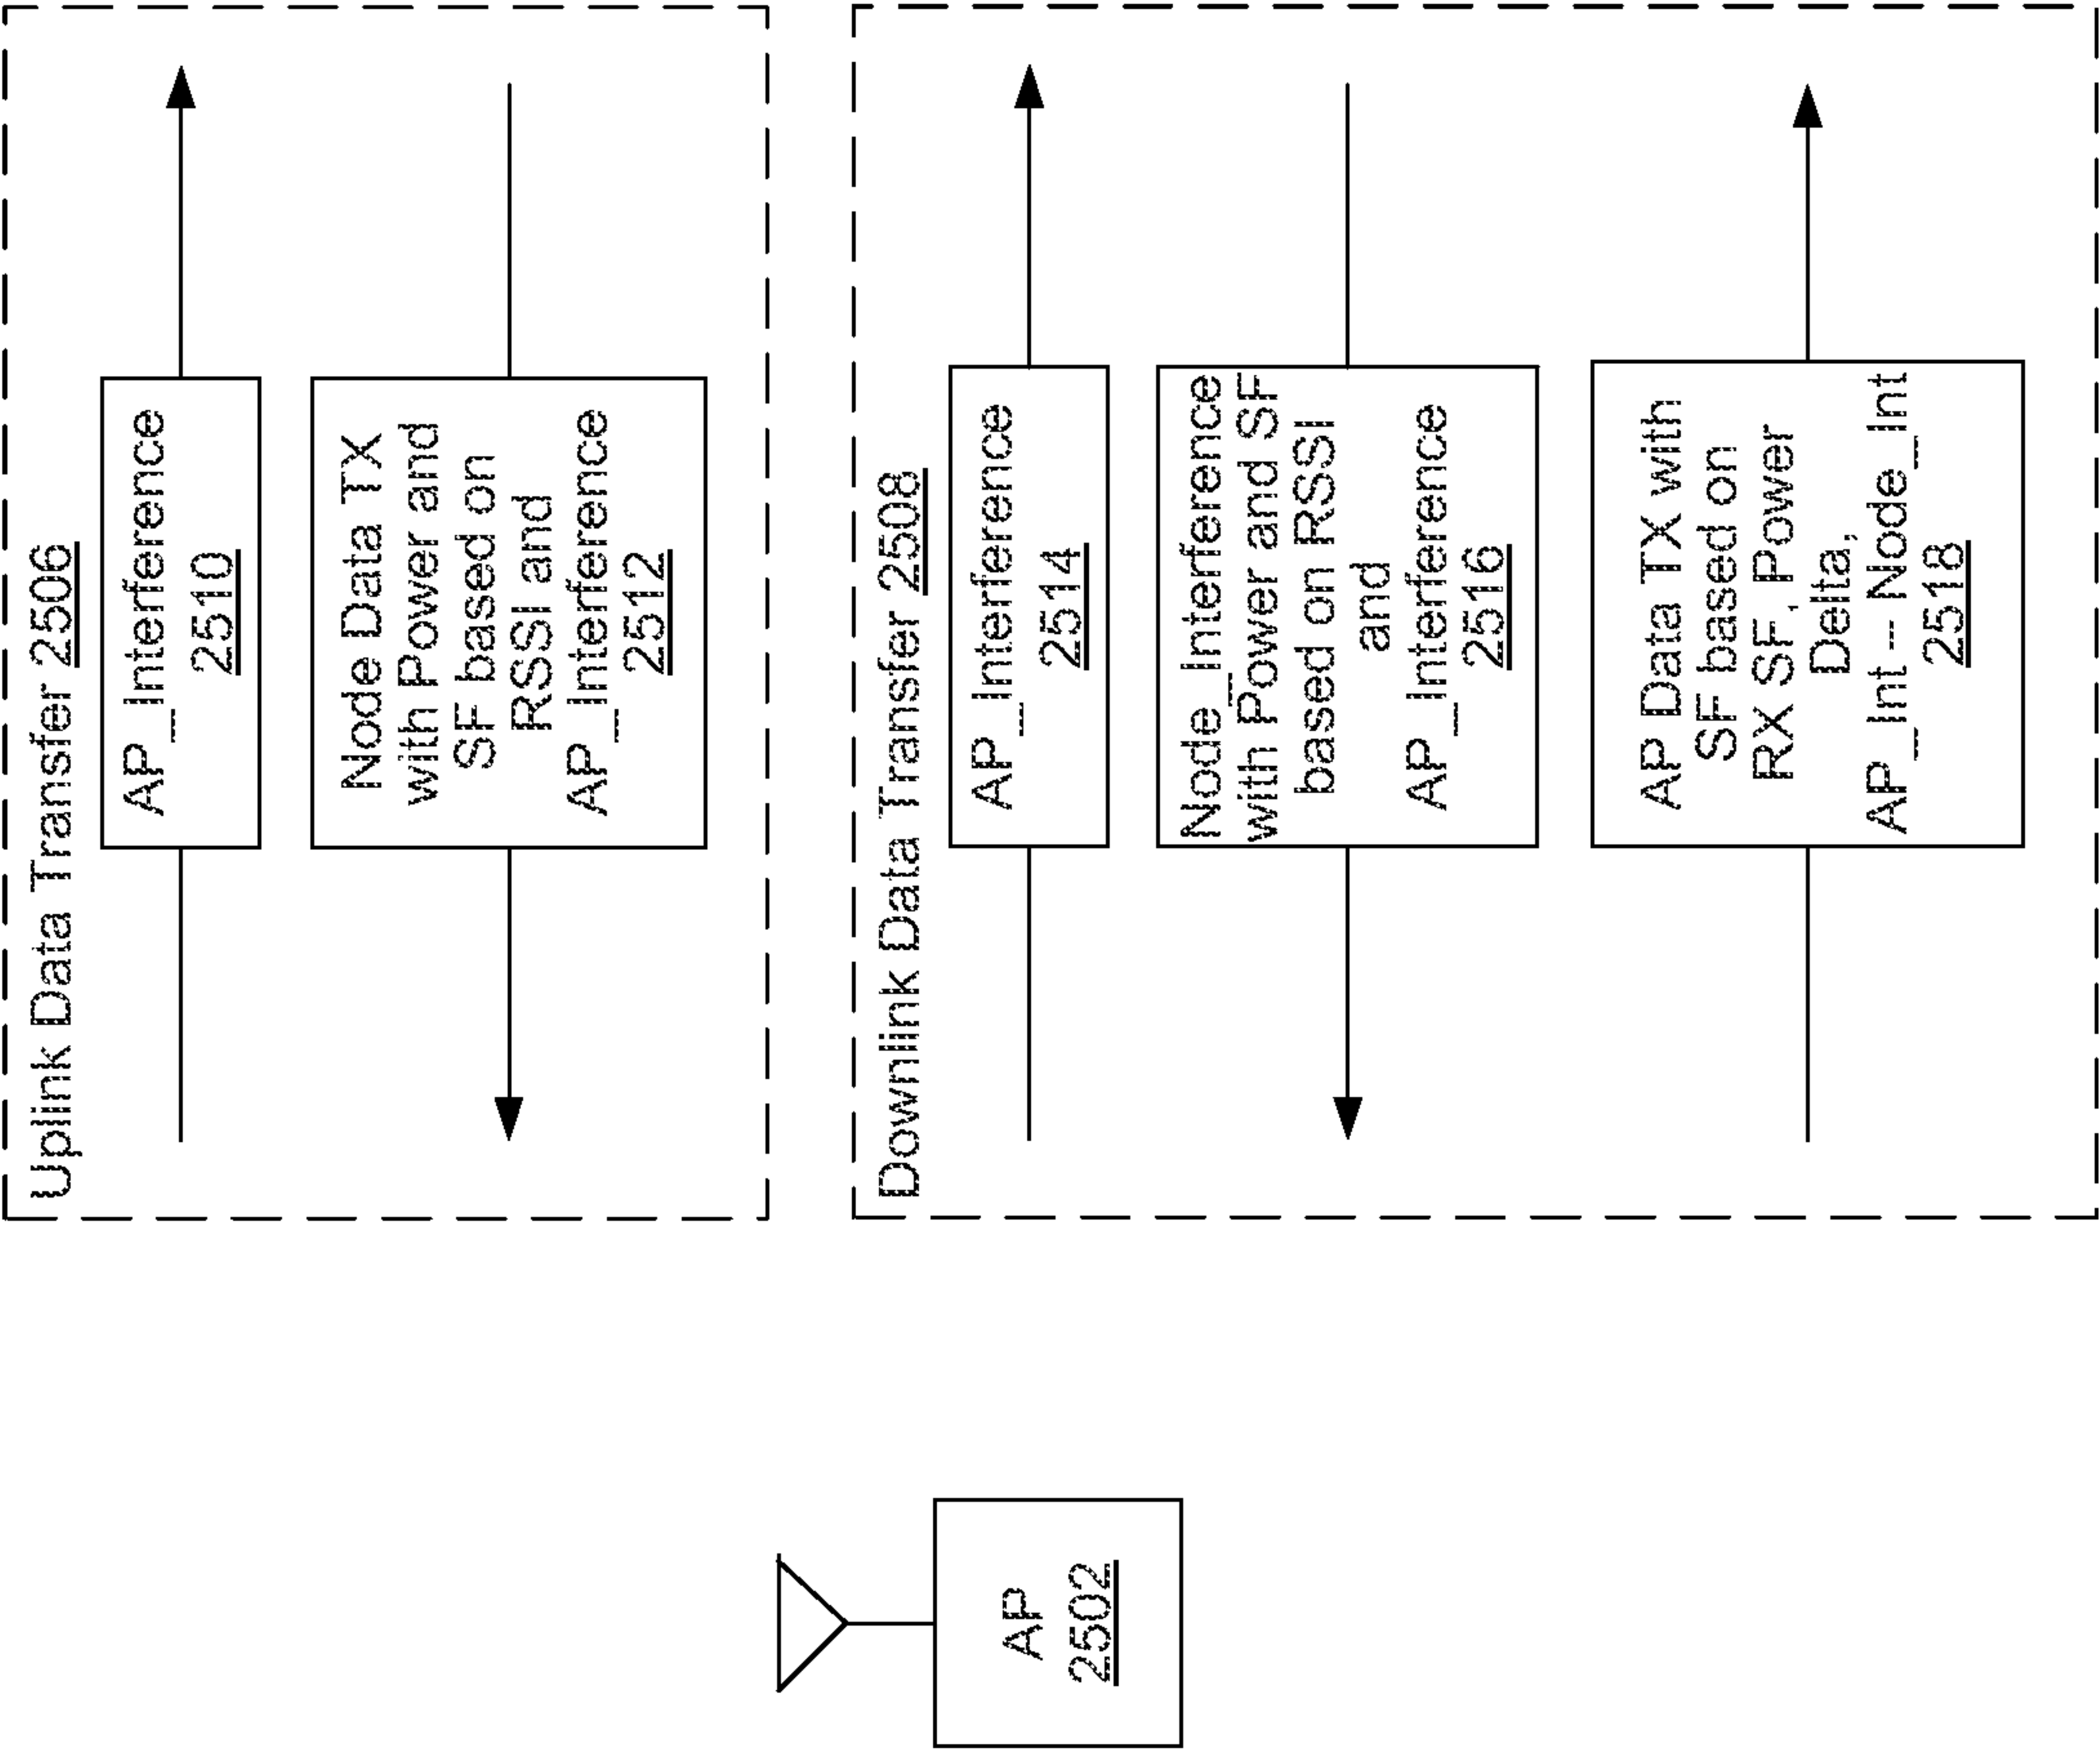 Uplink Data Transfer 2506
AP_Interference
2510
Node Data TX
with Power and
SF based on
RSSI and
AP_Interference
2512
Downlink Data Transfer 2508
AP_Interference
2514
Node_Interference
with Power and SF
based on RSSI
and
AP_Interference
2516
AP Data TX with
SF based on
RX SF, Power
Delta,
AP_Int -- Node_Int
2518
AP
2502